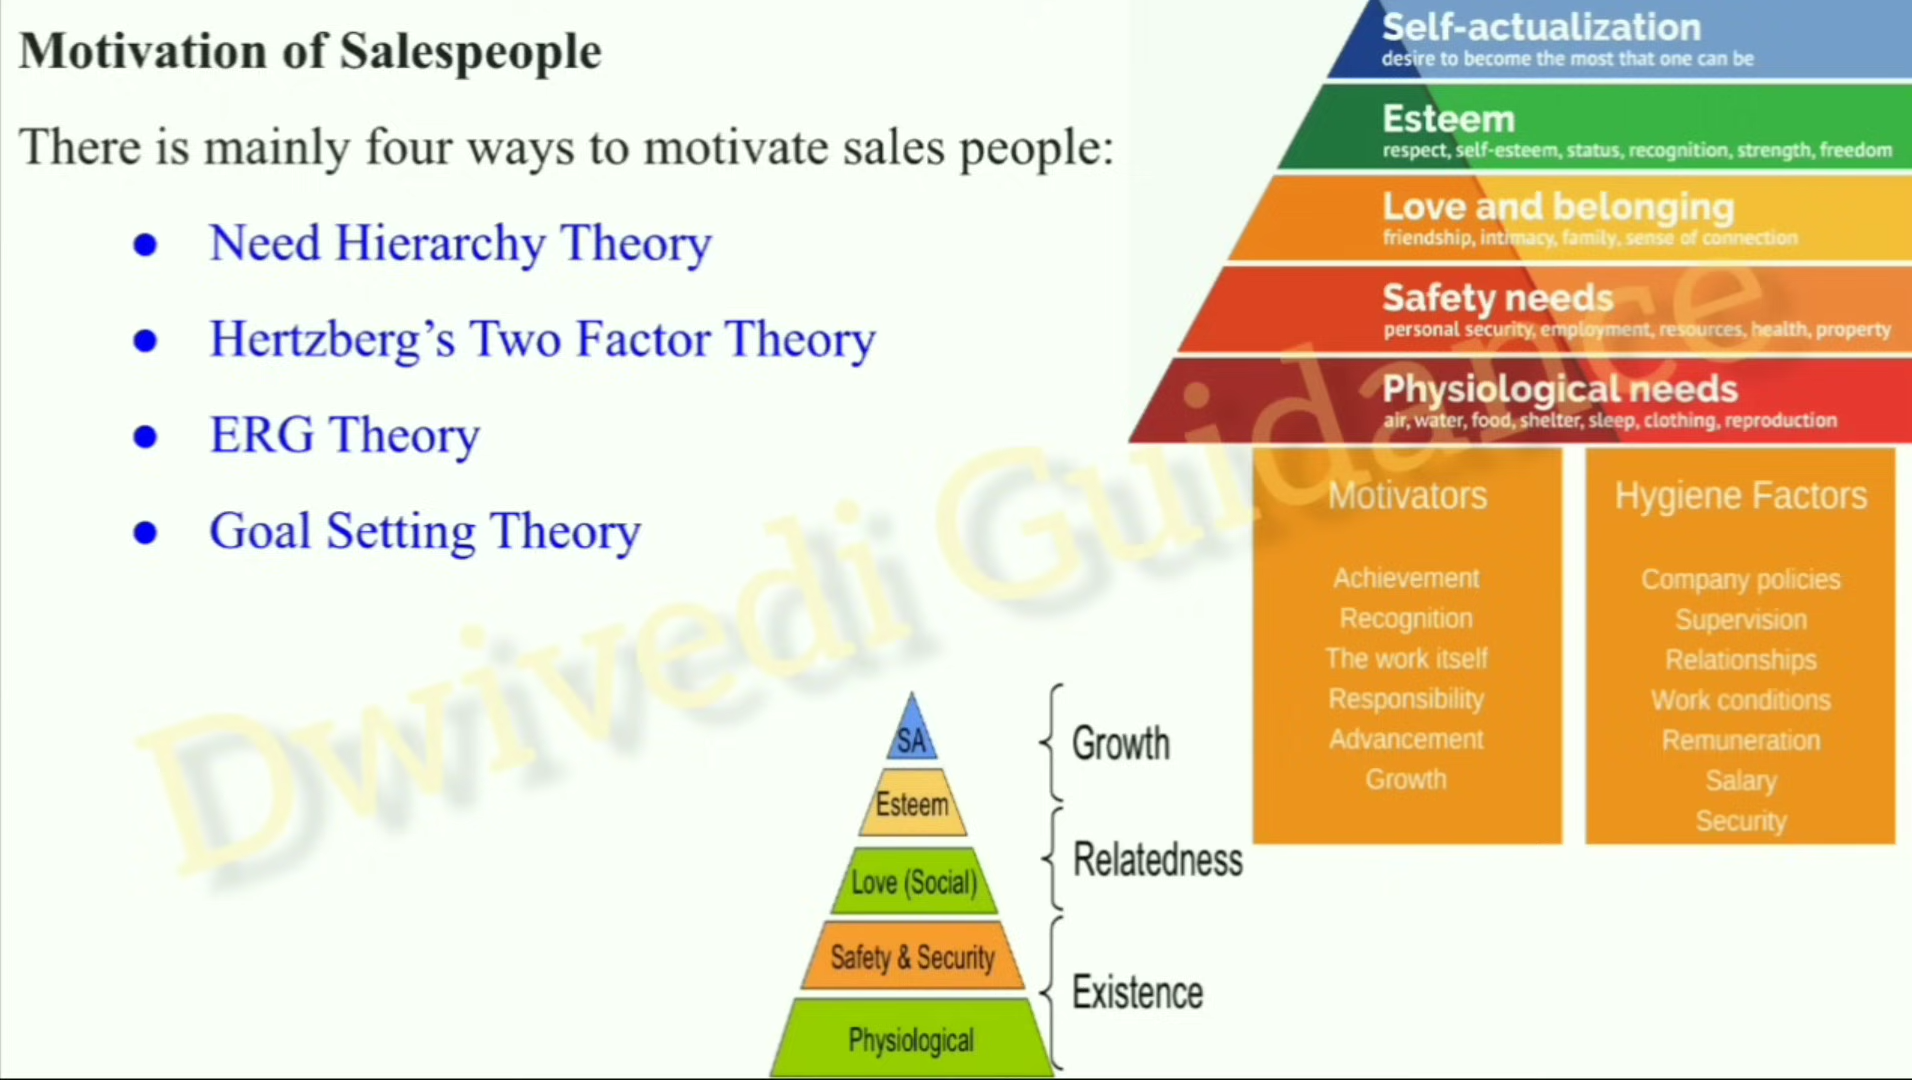 Motivation of Salespeople
There is mainly four ways to motivate sales people:
● Need Hierarchy Theory
● Hertzberg's Two Factor Theory
● ERG Theory
● Goal Setting Theory
Self-actualization
desire to become the most that one can be
Esteem
respect, self-esteem, status, recognition, strength, freedom
Love and belonging
friendship, intimacy, family, sense of connection
Safety needs
personal security, employment, resources, health, property
Physiological needs
air, water, food, shelter, sleep, clothing, reproduction
Motivators
Achievement
Recognition
The work itself
Responsibility
Advancement
Growth
Hygiene Factors
Company policies
Supervision
Relationships
Work conditions
Remuneration
Salary
Security
SA
Esteem
Love (Social)
Safety & Security
Physiological
Growth
Relatedness
Existence
Dwivedi Guidance